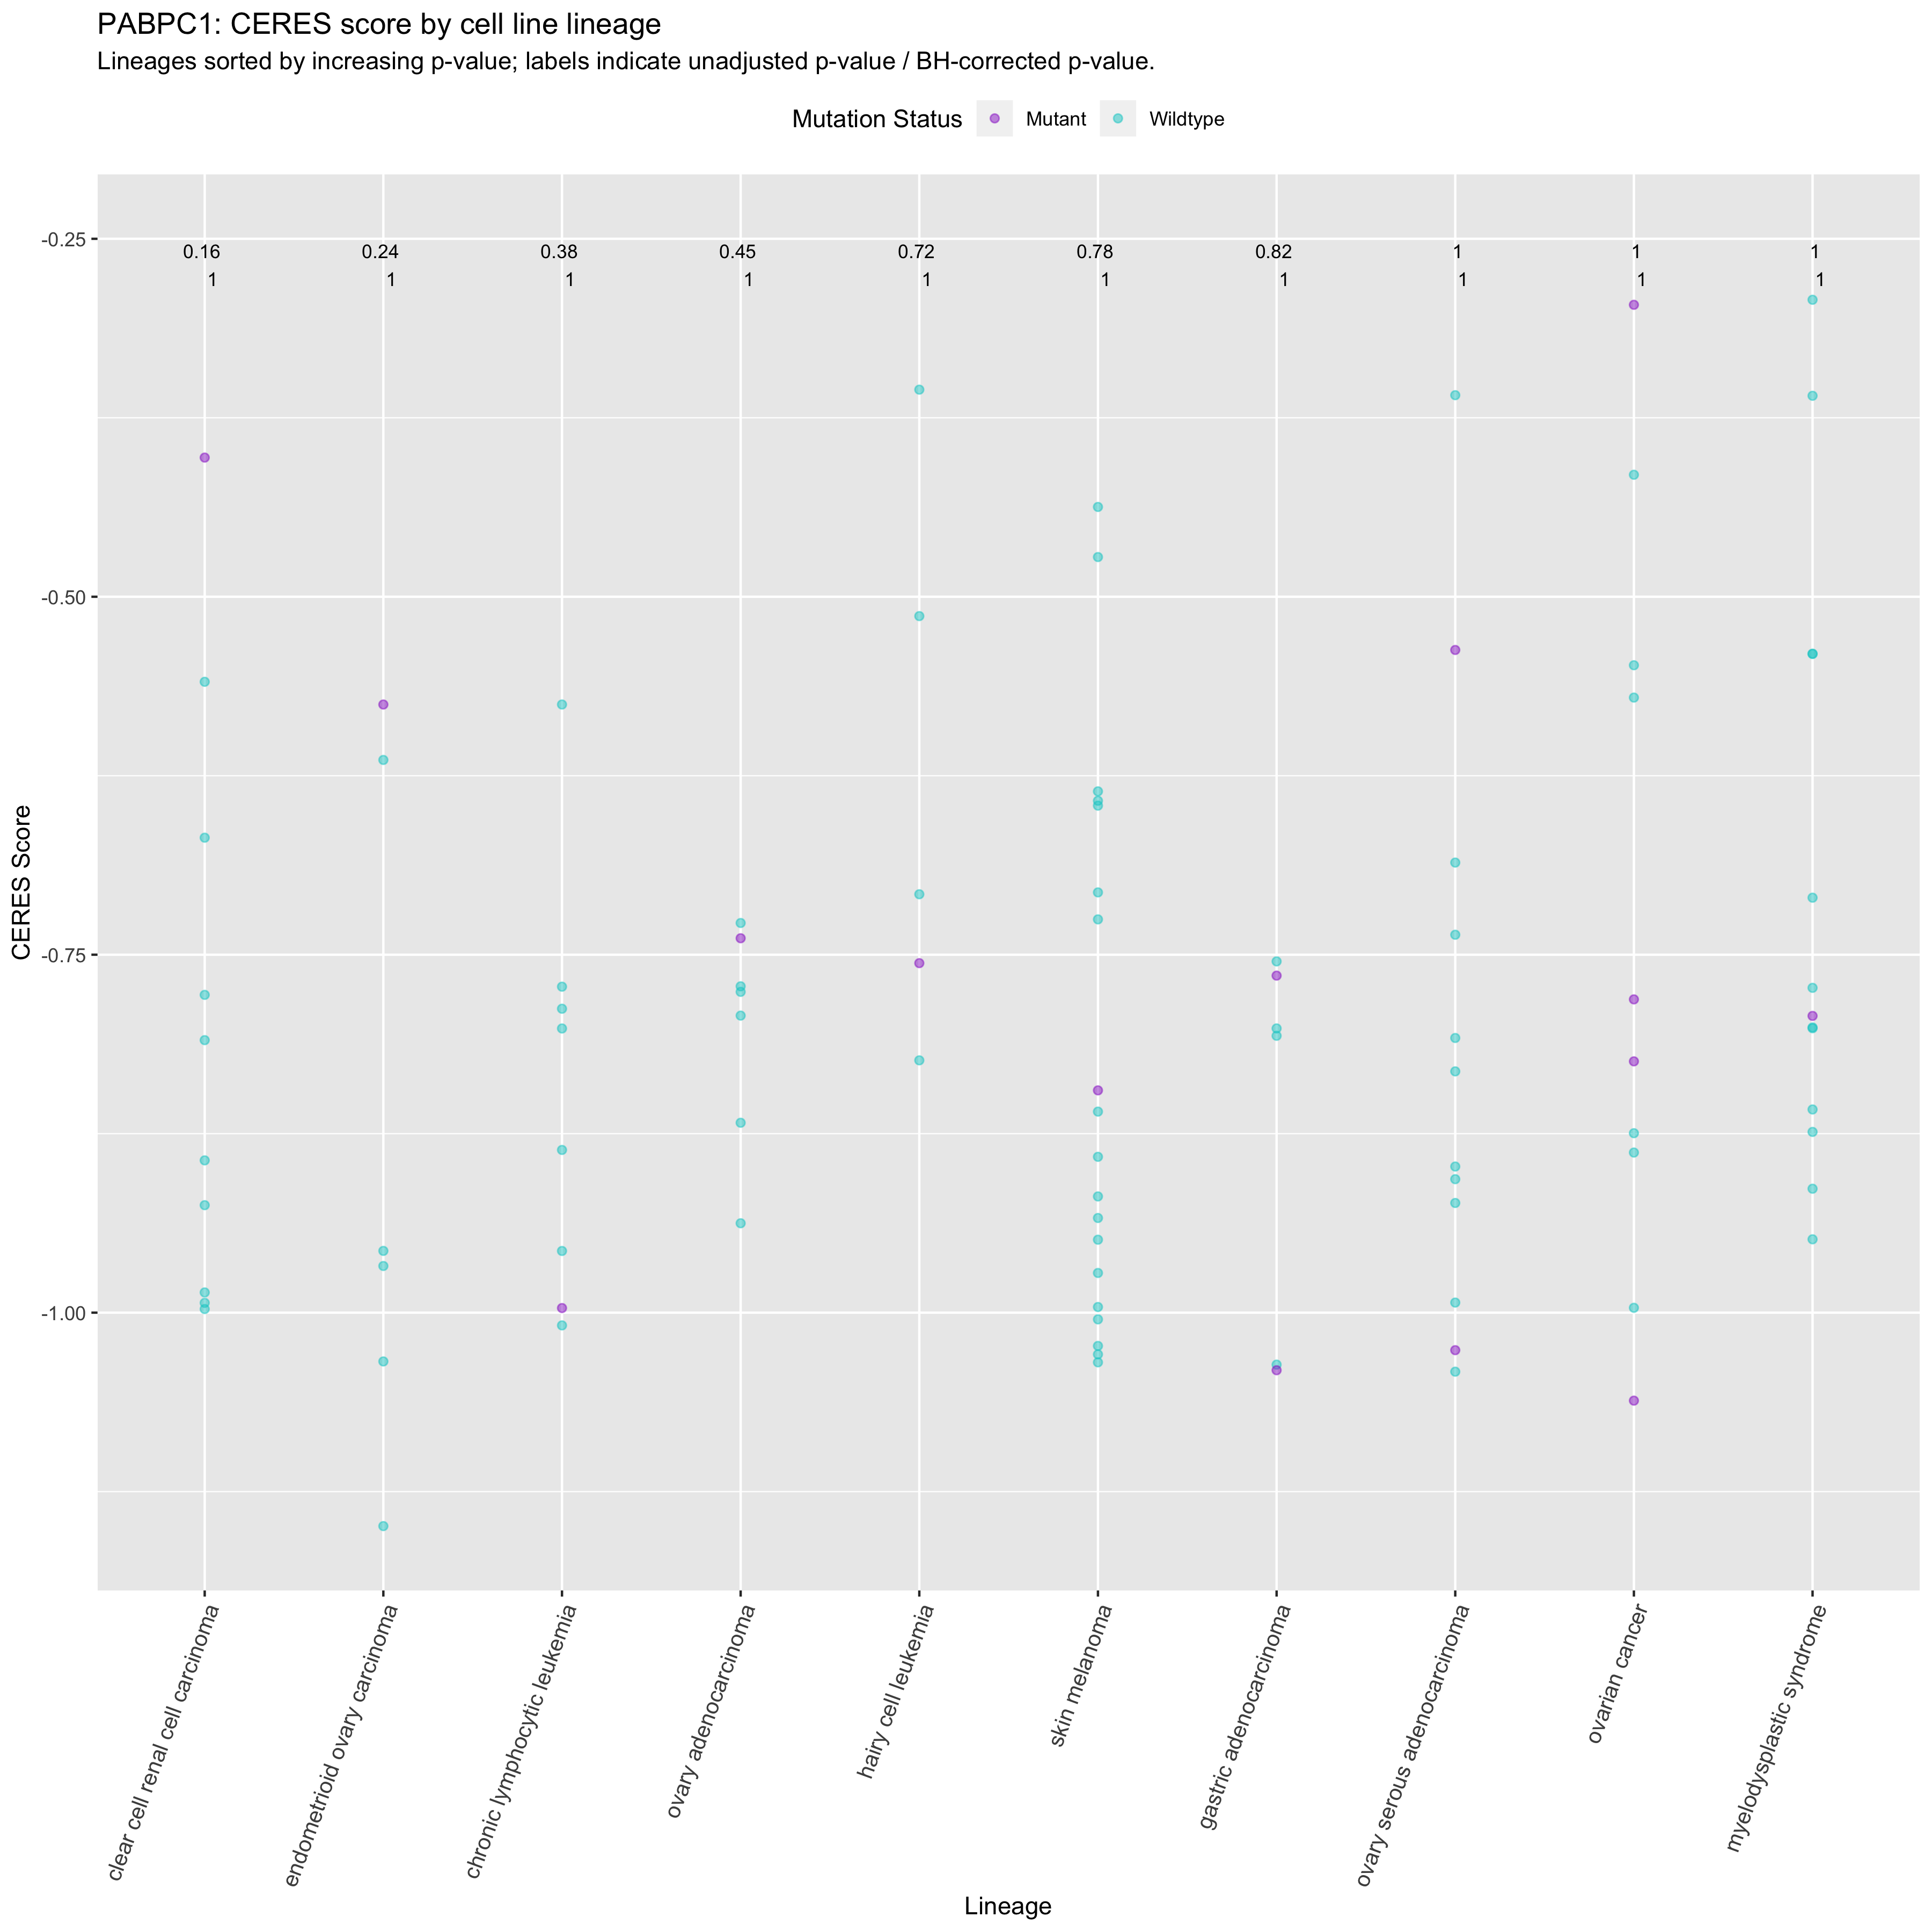 PABPC1: CERES score by cell line lineage
Lineages sorted by increasing p-value; labels indicate unadjusted p-value / BH-corrected p-value.
Mutation Status Mutant Wildtype
-0.25
0.16 0.24 0.38 0.45 0.72 0.78 0.82 1 1 1
1 1 1 1 1 1 1 1 1 1
-0.50
CERES Score
-0.75
-1.00
clear cell renal cell carcinoma
endometrioid ovary carcinoma
chronic lymphocytic leukemia
ovary adenocarcinoma
hairy cell leukemia
skin melanoma
gastric adenocarcinoma
ovary serous adenocarcinoma
ovarian cancer
myelodysplastic syndrome
Lineage